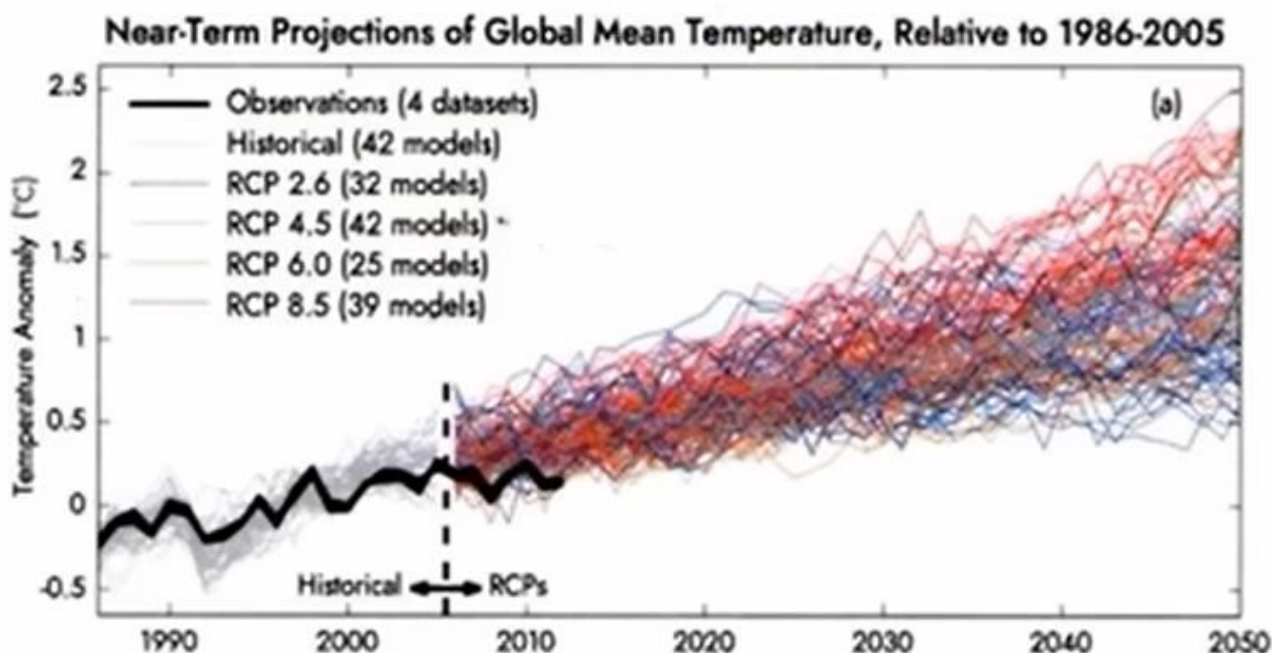 Near-Term Projections of Global Mean Temperature, Relative to 1986-2005
(a)
Observations (4 datasets)
Historical (42 models)
RCP 2.6 (32 models)
RCP 4.5 (42 models)
RCP 6.0 (25 models)
RCP 8.5 (39 models)
Temperature Anomaly (°C)
2.5
2
1.5
1
0.5
0
-0.5
Historical
RCPs
1990
2000
2010
2020
2030
2040
2050